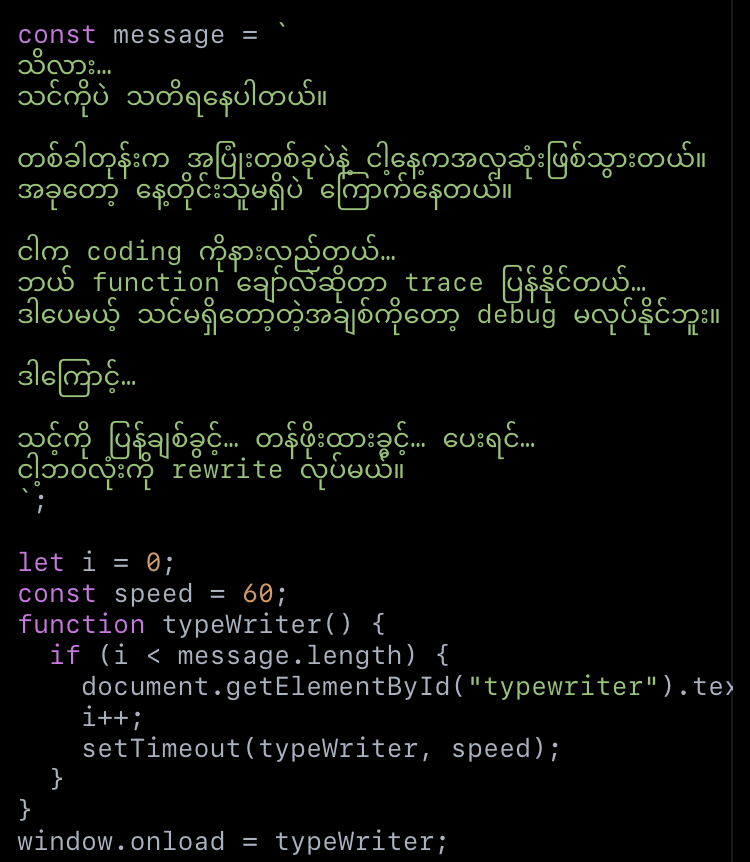 const message = `
သိလား…
သင်ကိုပဲ သတိရနေပါတယ်။
တစ်ခါတုန်းက အပြုံးတစ်ခုပဲနဲ့ ငါ့နေ့ကအလှဆုံးဖြစ်သွားတယ်။
အခုတော့ နေ့တိုင်းသူမရှိပဲ ကြောက်နေတယ်။
ငါက coding ကိုနားလည်တယ်…
ဘယ် function ချော်လဲဆိုတာ trace ပြန်နိုင်တယ်…
ဒါပေမယ့် သင်မရှိတော့တဲ့အချစ်ကိုတော့ debug မလုပ်နိုင်ဘူး။
ဒါကြောင့်…
သင့်ကို ပြန်ချစ်ခွင့်… တန်ဖိုးထားခွင့်… ပေးရင်…
ငါ့ဘဝလုံးကို rewrite လုပ်မယ်။
`;
let i = 0;
const speed = 60;
function typeWriter() {
if (i < message.length) {
document.getElementById("typewriter").tex
i++;
setTimeout(typeWriter, speed);
}
}
window.onload = typeWriter;